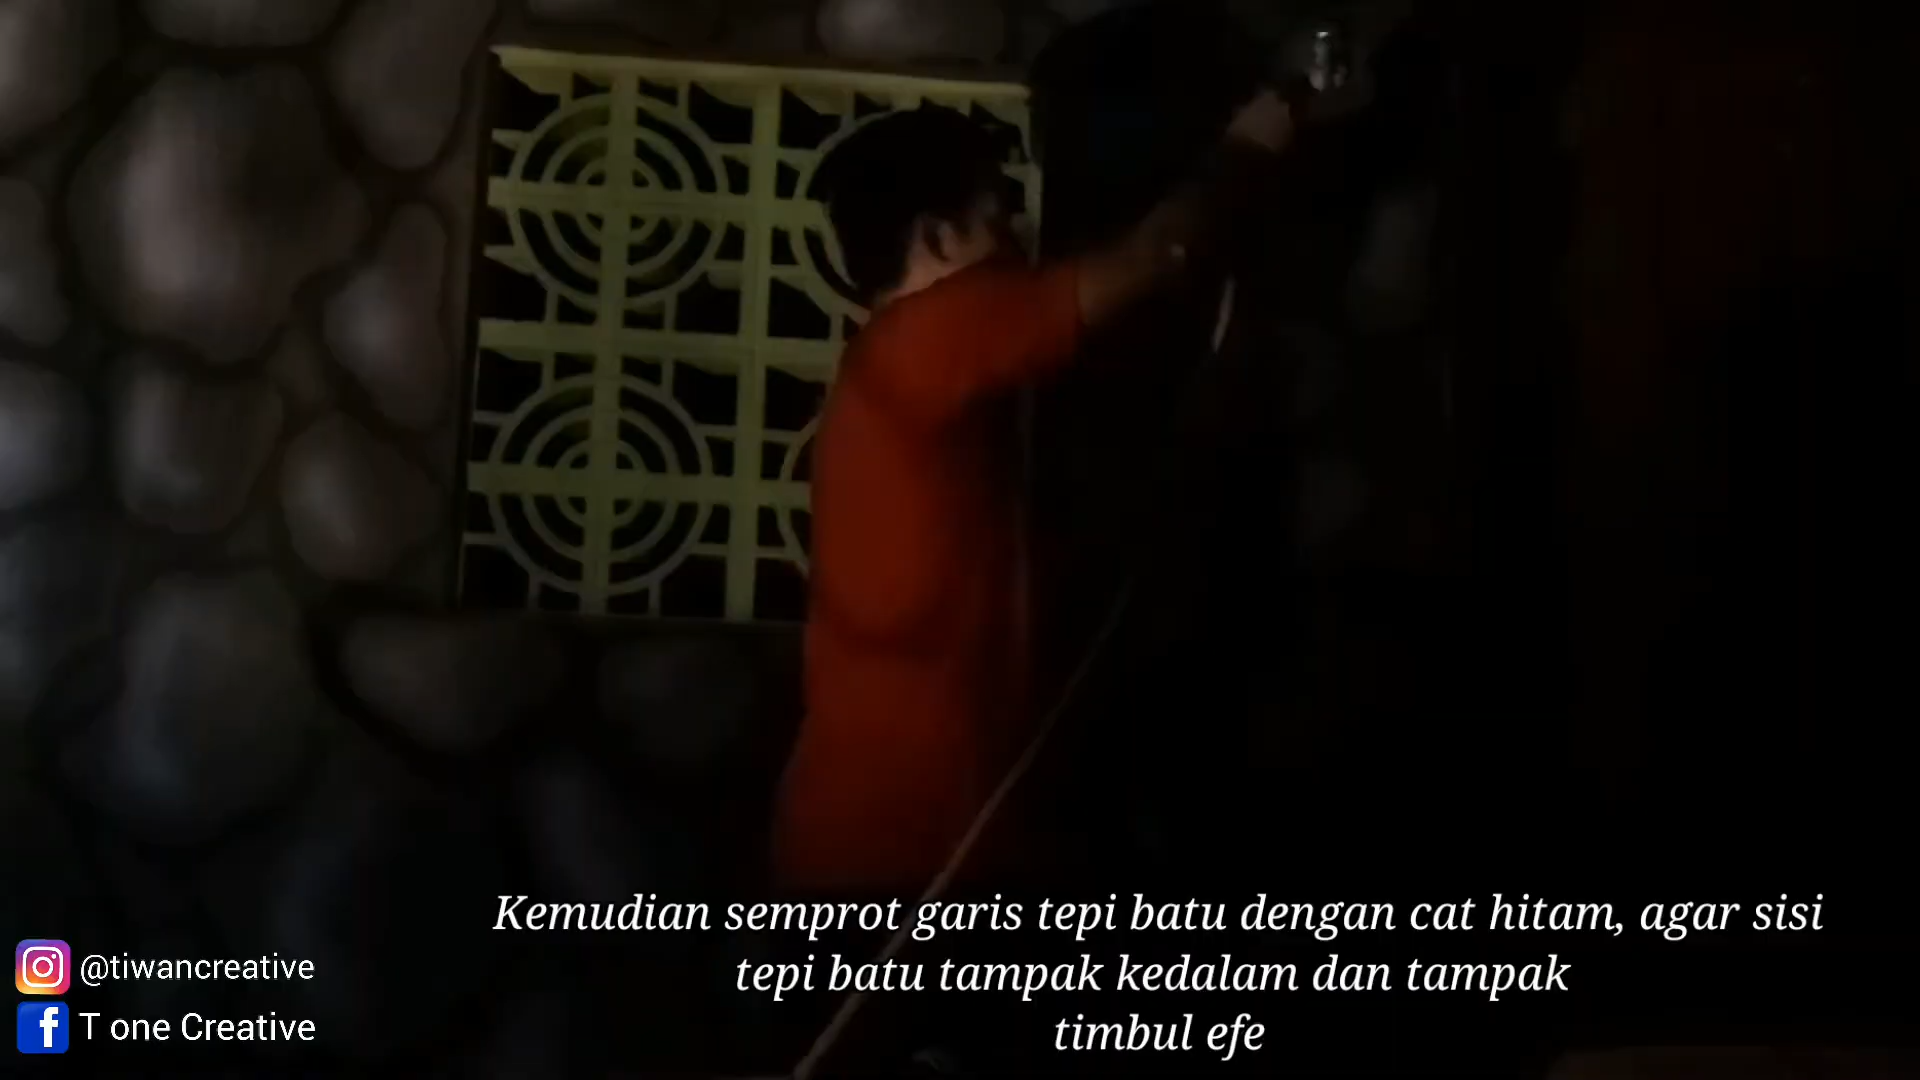 Kemudian semprot garis tepi batu dengan cat hitam, agar sisi
tepi batu tampak kedalam dan tampak
timbul efe
@tiwancreative
T one Creative